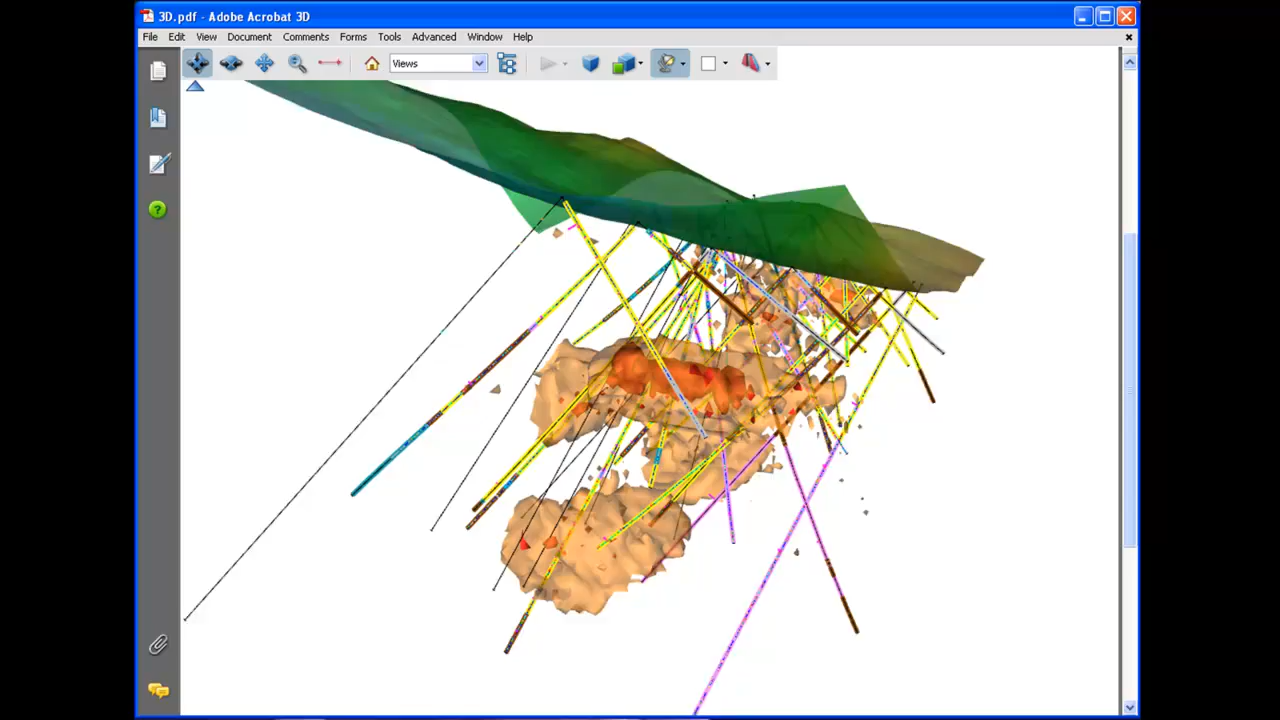 3D.pdf - Adobe Acrobat 3D
File Edit View Document Comments Forms Tools Advanced Window Help
Views